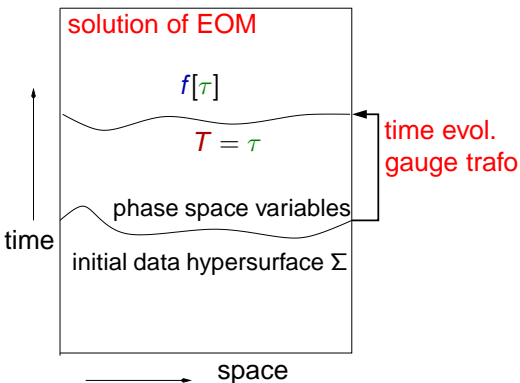 solution of EOM
f[τ]
T = τ
time evol.
gauge trafo
phase space variables
time
initial data hypersurface Σ
space